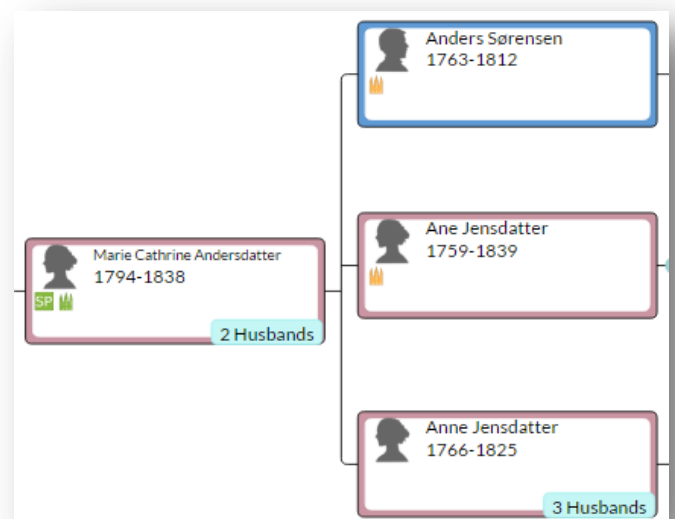 Anders Sørensen
1763-1812
Ane Jensdatter
1759-1839
Marie Cathrine Andersdatter
1794-1838
SP
2 Husbands
Anne Jensdatter
1766-1825
3 Husbands